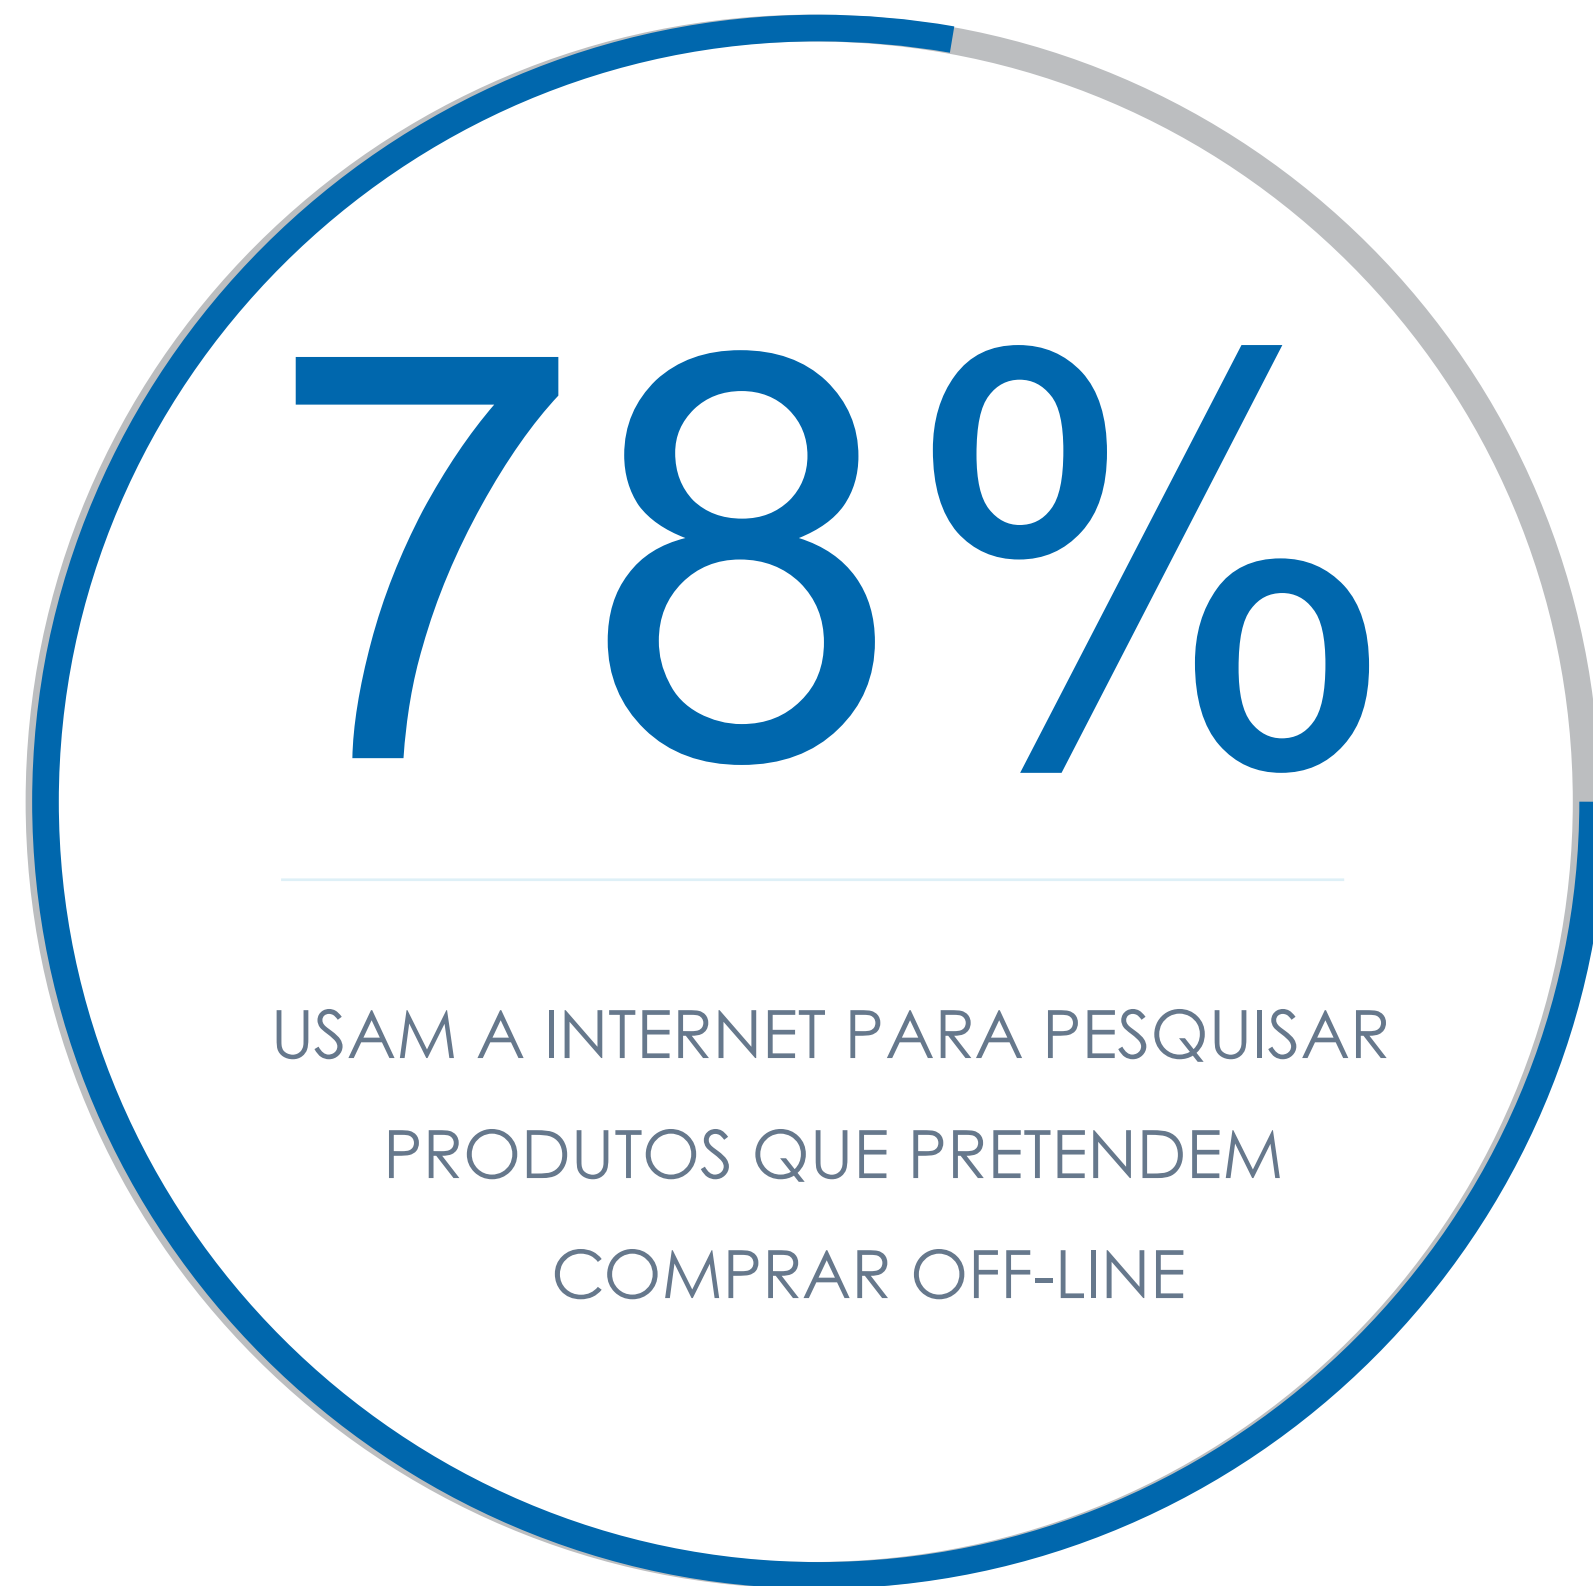 78%
USAM A INTERNET PARA PESQUISAR
PRODUTOS QUE PRETENDEM
COMPRAR OFF-LINE